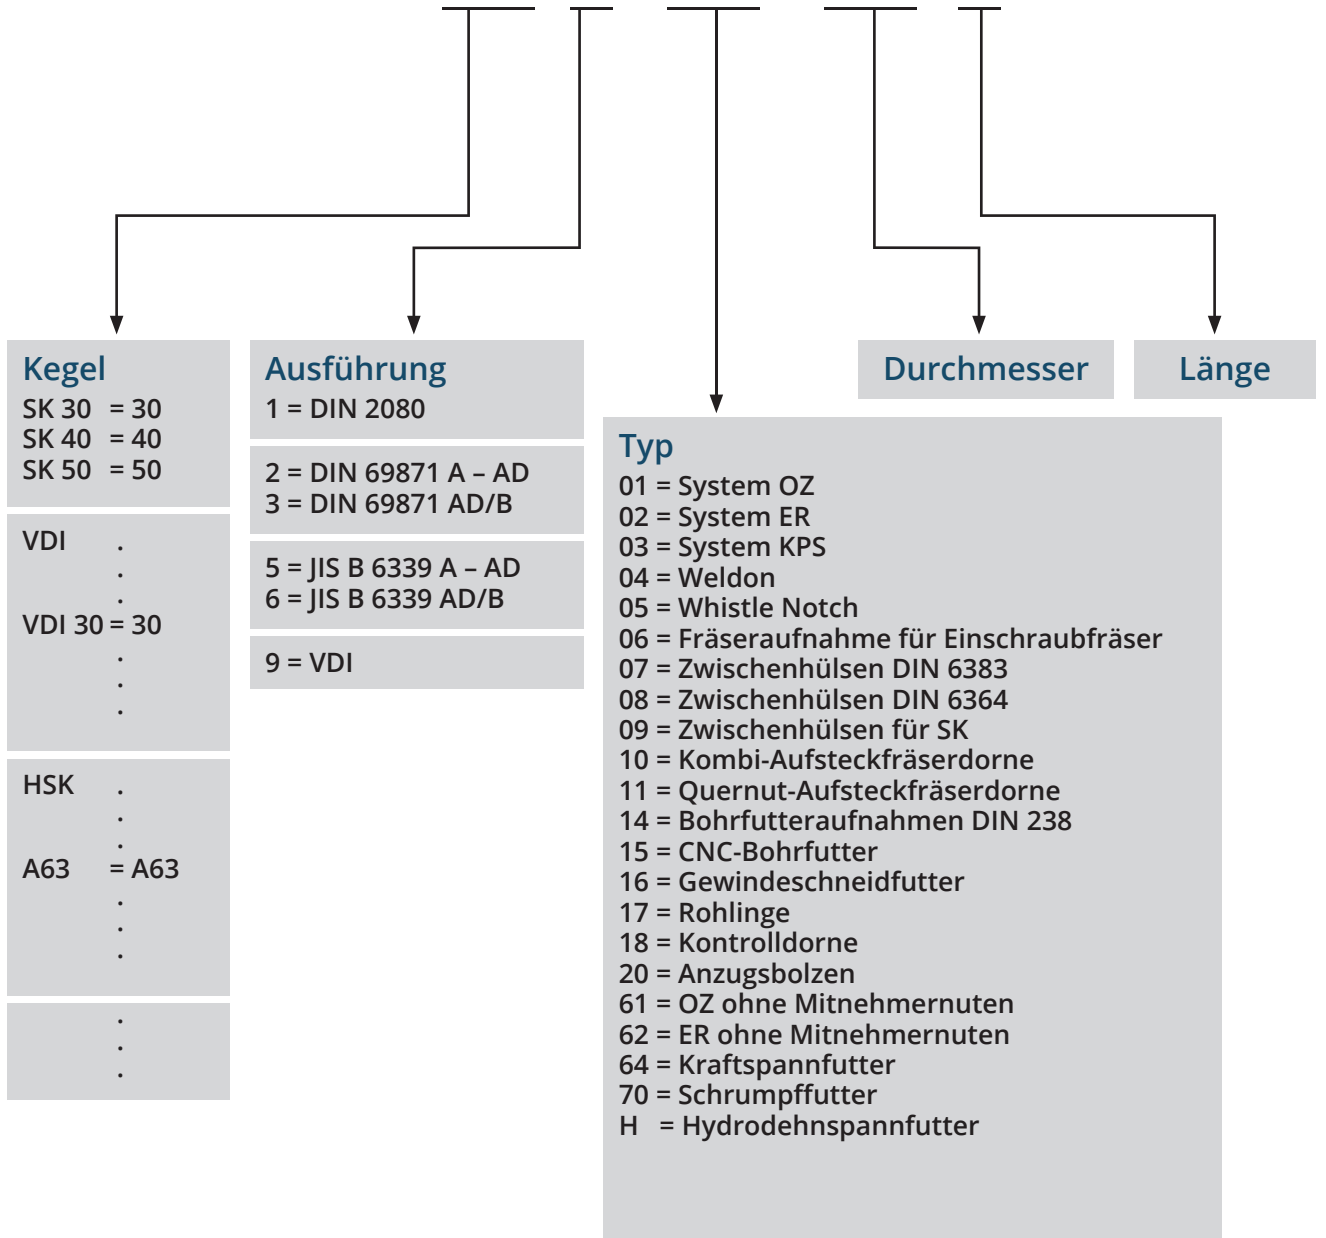 Kegel
SK 30 = 30
SK 40 = 40
SK 50 = 50
VDI .
.
.
VDI 30 = 30
.
.
.
HSK .
.
.
A63 = A63
.
.
.
.
.
.
Ausführung
1 = DIN 2080
2 = DIN 69871 A – AD
3 = DIN 69871 AD/B
5 = JIS B 6339 A – AD
6 = JIS B 6339 AD/B
9 = VDI
Typ
01 = System OZ
02 = System ER
03 = System KPS
04 = Weldon
05 = Whistle Notch
06 = Fräseraufnahme für Einschraubfräser
07 = Zwischenhülsen DIN 6383
08 = Zwischenhülsen DIN 6364
09 = Zwischenhülsen für SK
10 = Kombi-Aufsteckfräserdorne
11 = Quernut-Aufsteckfräserdorne
14 = Bohrfutteraufnahmen DIN 238
15 = CNC-Bohrfutter
16 = Gewindeschneidfutter
17 = Rohlinge
18 = Kontrolldorne
20 = Anzugsbolzen
61 = OZ ohne Mitnehmernuten
62 = ER ohne Mitnehmernuten
64 = Kraftspannfutter
70 = Schrumpffutter
H = Hydrodehnspannfutter
Durchmesser
Länge